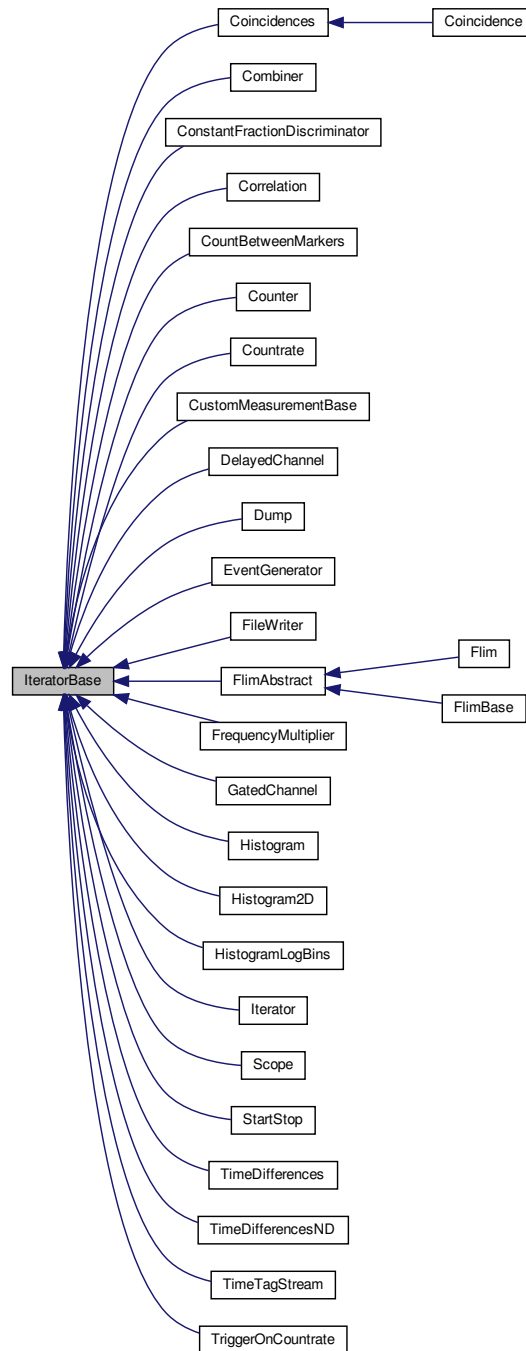 Coincidences
Coincidence
Combiner
ConstantFractionDiscriminator
Correlation
CountBetweenMarkers
Counter
Countrate
CustomMeasurementBase
DelayedChannel
Dump
EventGenerator
FileWriter
Flim
IteratorBase
FlimAbstract
FlimBase
FrequencyMultiplier
GatedChannel
Histogram
Histogram2D
HistogramLogBins
Iterator
Scope
StartStop
TimeDifferences
TimeDifferencesND
TimeTagStream
TriggerOnCountrate